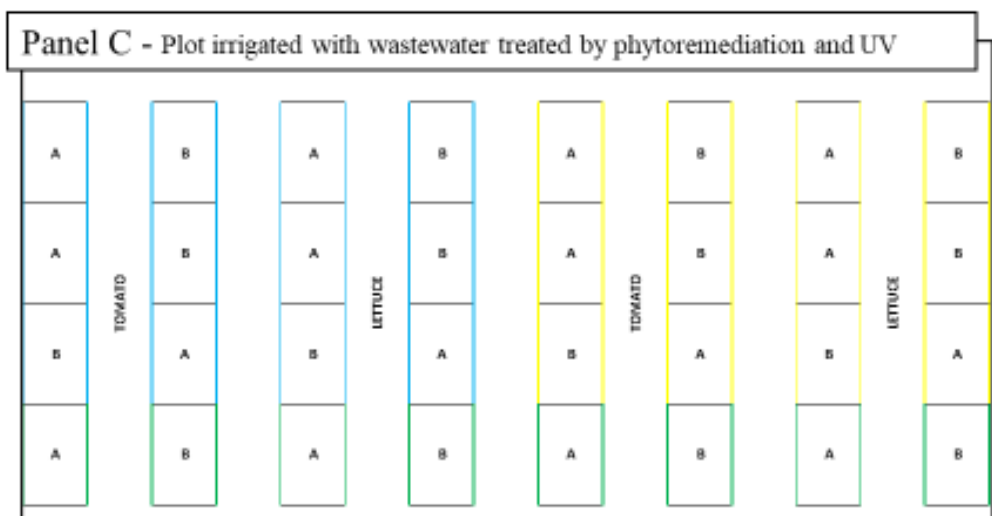 Panel C - Plot irrigated with wastewater treated by phytoremediation and UV
A B A B A B A B
A B A B A B A B
TOMATO LETTUCE TOMATO LETTUCE
B A B A B A B A
A B A B A B A B